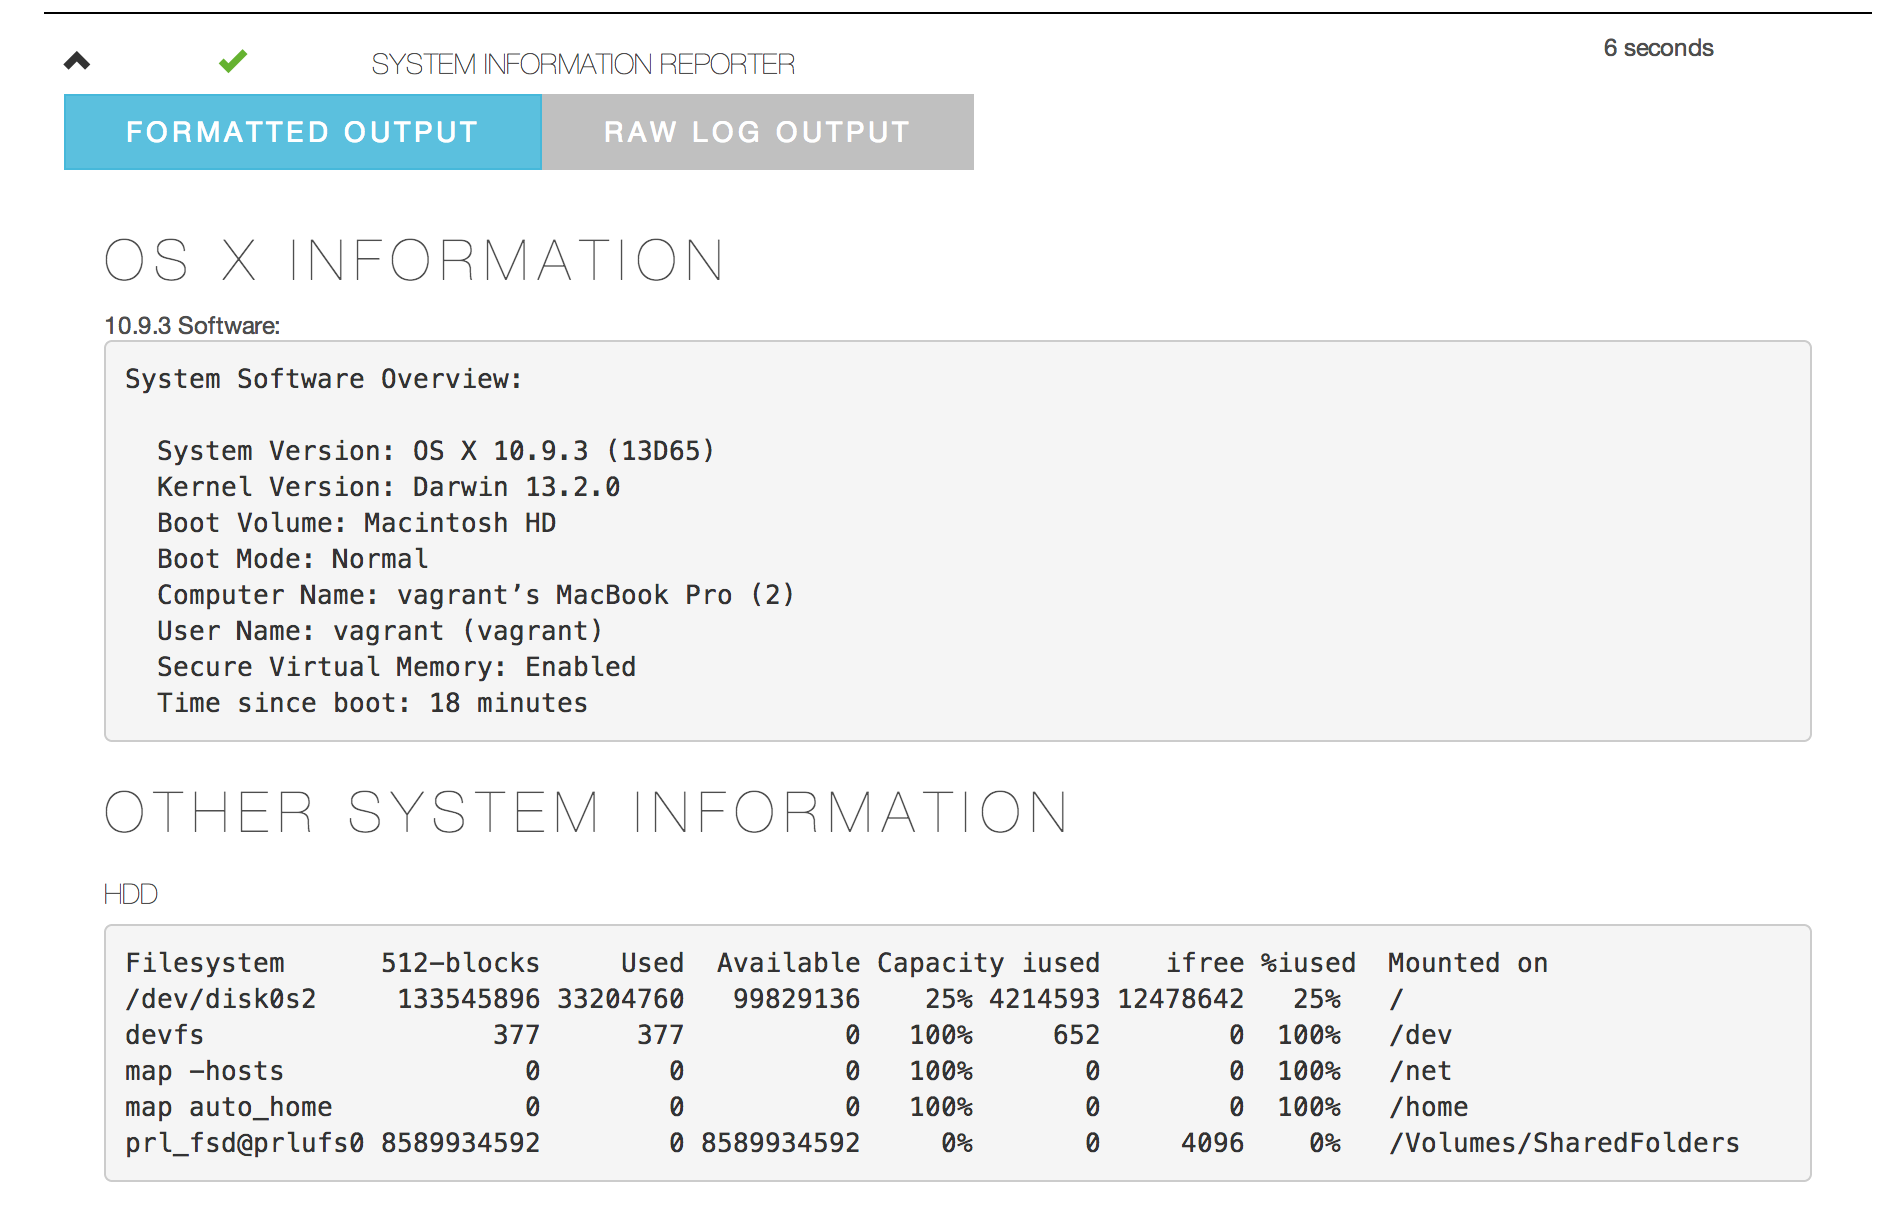 SYSTEM INFORMATION REPORTER
6 seconds
FORMATTED OUTPUT
RAW LOG OUTPUT
OS X INFORMATION
10.9.3 Software:
System Software Overview:
System Version: OS X 10.9.3 (13D65)
Kernel Version: Darwin 13.2.0
Boot Volume: Macintosh HD
Boot Mode: Normal
Computer Name: vagrant’s MacBook Pro (2)
User Name: vagrant (vagrant)
Secure Virtual Memory: Enabled
Time since boot: 18 minutes
OTHER SYSTEM INFORMATION
HDD
Filesystem 512-blocks Used Available Capacity iused ifree %iused Mounted on
/dev/disk0s2 133545896 33204760 99829136 25% 4214593 12478642 25% /
devfs 377 377 0 100% 652 0 100% /dev
map -hosts 0 0 0 100% 0 0 100% /net
map auto_home 0 0 0 100% 0 0 100% /home
prl_fsd@prlufs0 8589934592 0 8589934592 0% 0 4096 0% /Volumes/SharedFolders